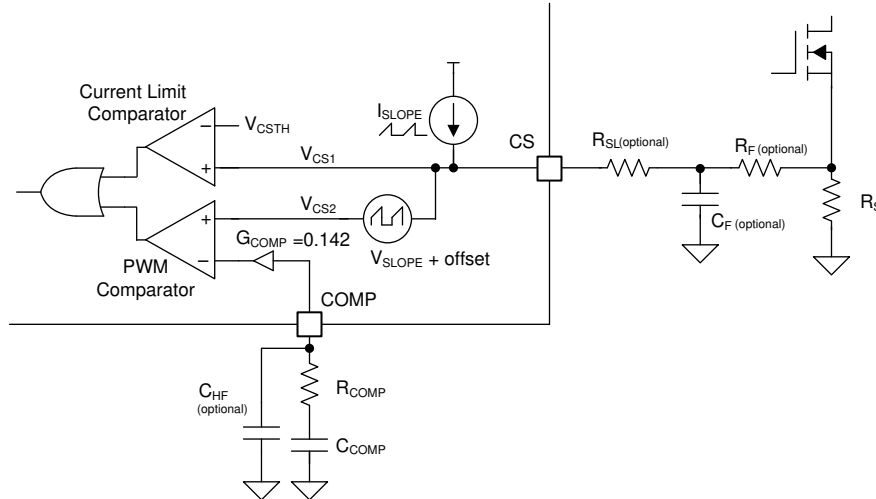 Current Limit
Comparator
− V_CSTH
+
V_CS1
I_SLOPE
CS
R_SL(optional)
R_F (optional)
C_F (optional)
R_S
V_CS2
+
G_COMP =0.142
−
V_SLOPE + offset
PWM
Comparator
COMP
C_HF
(optional)
R_COMP
C_COMP